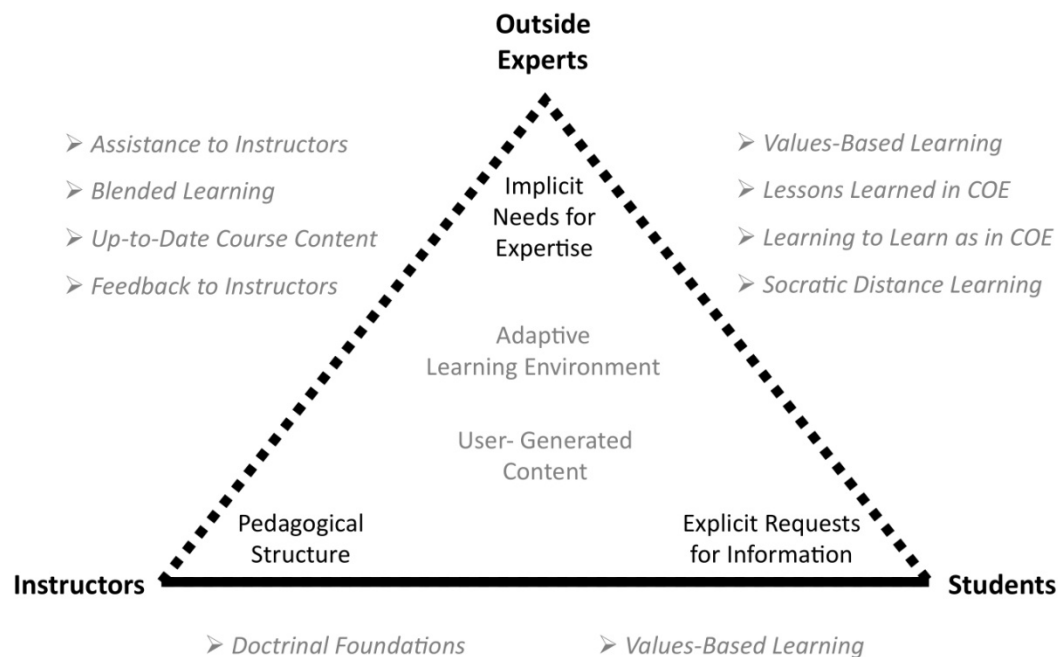 Outside
Experts
➢ Assistance to Instructors
➢ Blended Learning
➢ Up-to-Date Course Content
➢ Feedback to Instructors
➢ Values-Based Learning
➢ Lessons Learned in COE
➢ Learning to Learn as in COE
➢ Socratic Distance Learning
Implicit
Needs for
Expertise
Adaptive
Learning Environment
User- Generated
Content
Pedagogical
Structure
Explicit Requests
for Information
Instructors
Students
➢ Doctrinal Foundations
➢ Values-Based Learning